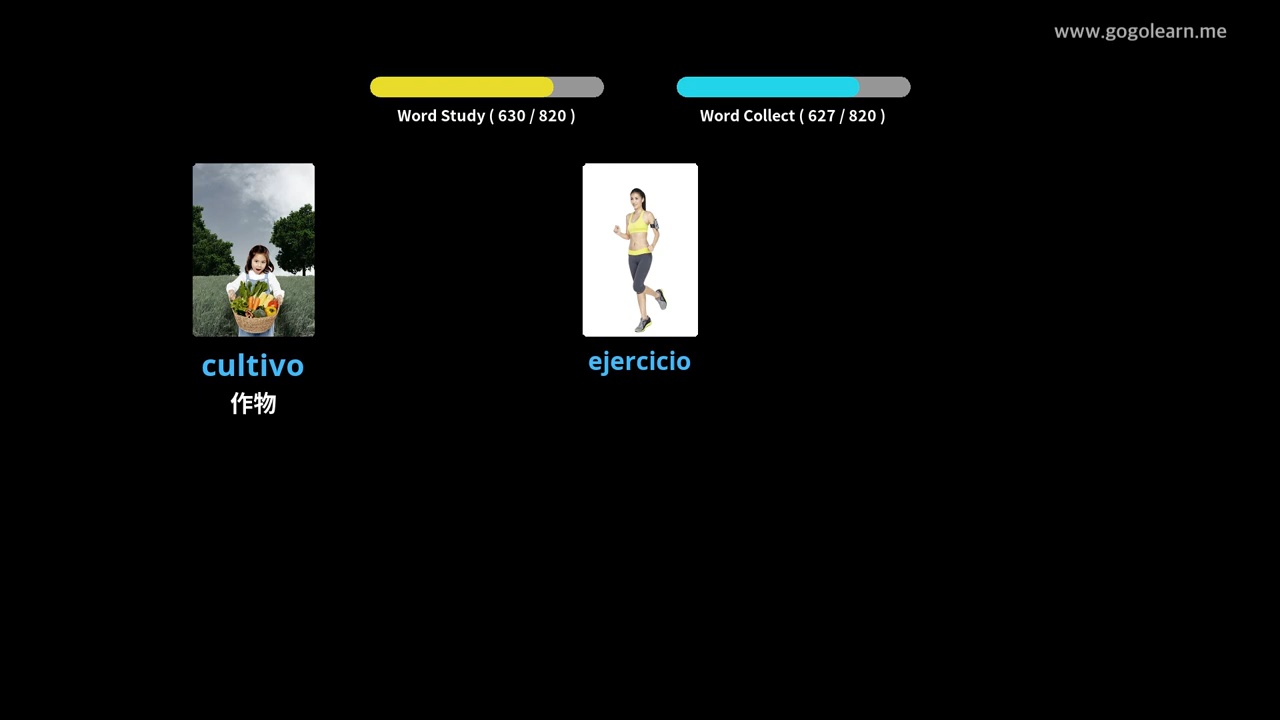 www.gogolearn.me
Word Study ( 630 / 820 )
Word Collect ( 627 / 820 )
cultivo
作物
ejercicio